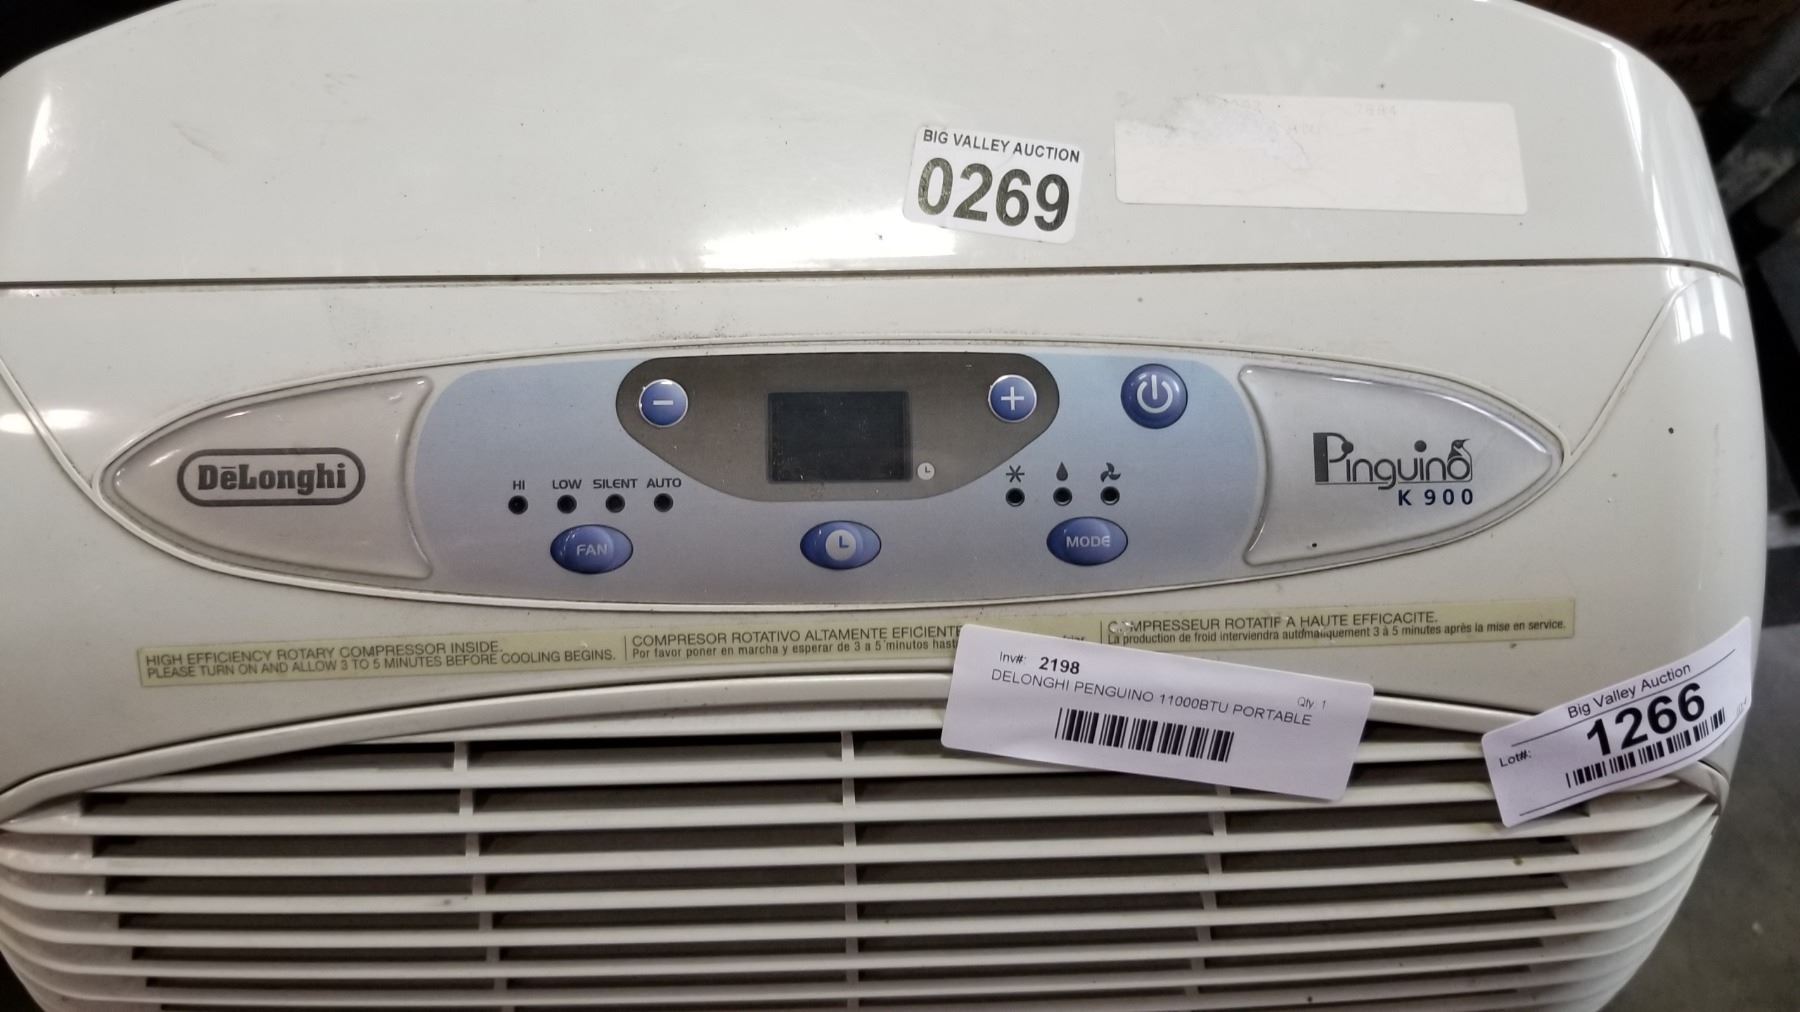 BIG VALLEY AUCTION
0269
DēLonghi
HI LOW SILENT AUTO
FAN
MODE
Pinguino
K 900
HIGH EFFICIENCY ROTARY COMPRESSOR INSIDE.
PLEASE TURN ON AND ALLOW 3 TO 5 MINUTES BEFORE COOLING BEGINS.
COMPRESOR ROTATIVO ALTAMENTE EFICIENTE
Por favor poner en marcha y esperar de 3 a 5 minutos hast
COMPRESSEUR ROTATIF A HAUTE EFFICACITE.
La production de froid interviendra automatiquement 3 à 5 minutes après la mise en service.
Inv#: 2198
Qty 1
DELONGHI PENGUINO 11000BTU PORTABLE
Big Valley Auction
Lot#: 1266